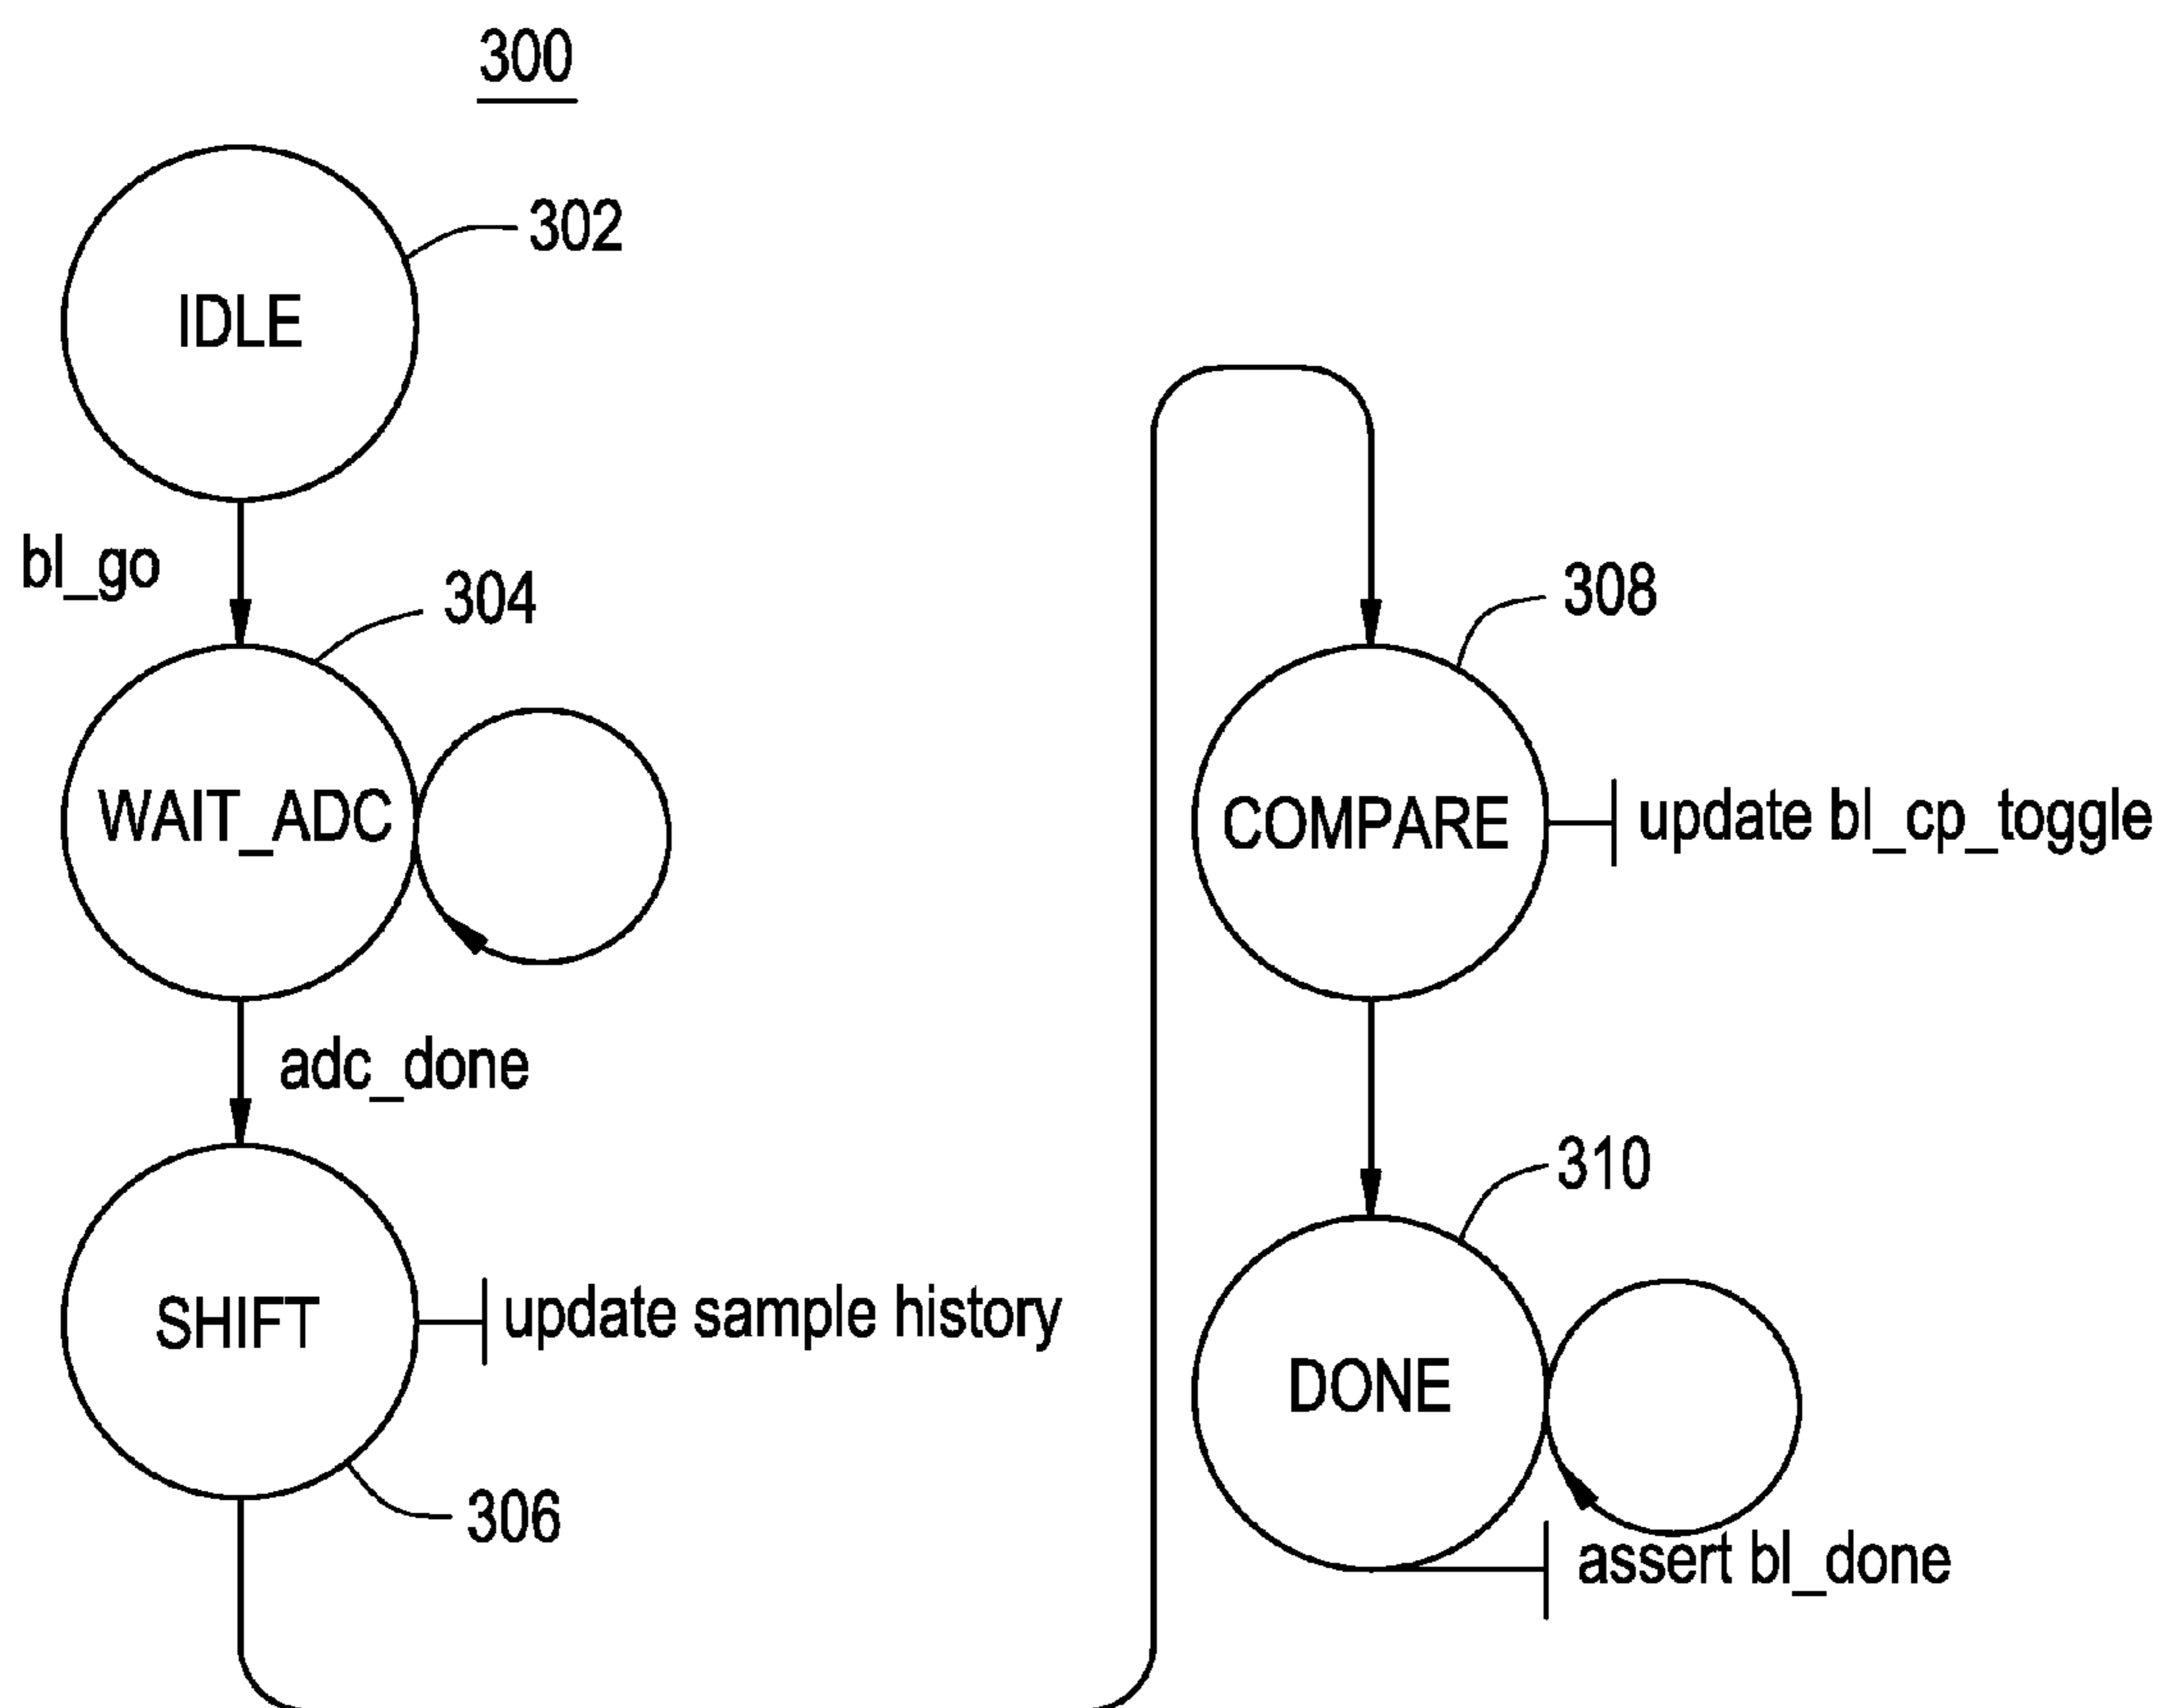 300
302
IDLE
bl_go
304
WAIT_ADC
adc_done
SHIFT
update sample history
306
308
COMPARE
update bl_cp_toggle
310
DONE
assert bl_done